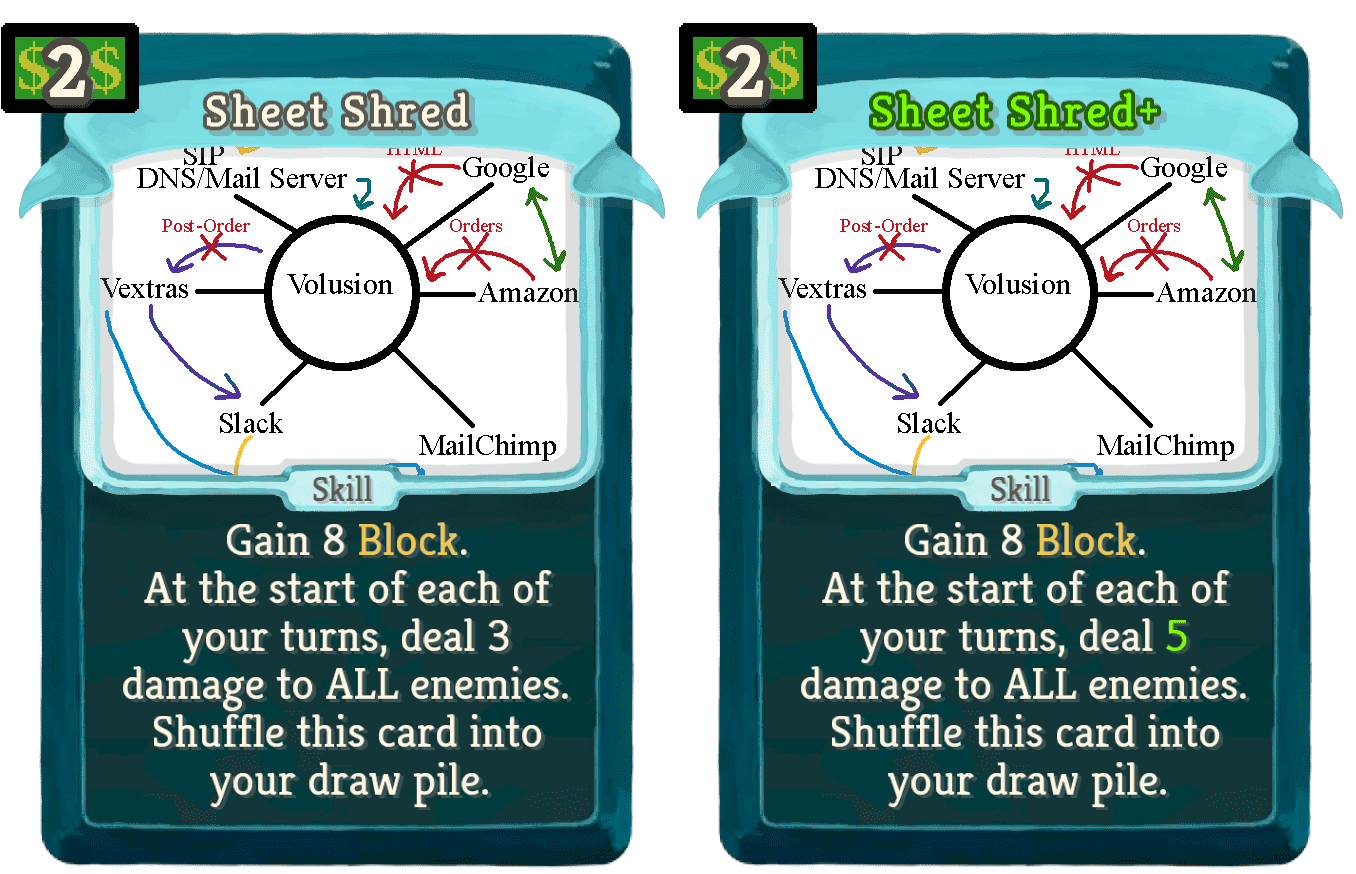 $2$
Sheet Shred
SIP
HTML
Google
DNS/Mail Server
Post-Order
Orders
Vextras
Volusion
Amazon
Slack
MailChimp
Skill
Gain 8 Block.
At the start of each of
your turns, deal 3
damage to ALL enemies.
Shuffle this card into
your draw pile.
$2$
Sheet Shred+
SIP
HTML
Google
DNS/Mail Server
Post-Order
Orders
Vextras
Volusion
Amazon
Slack
MailChimp
Skill
Gain 8 Block.
At the start of each of
your turns, deal 5
damage to ALL enemies.
Shuffle this card into
your draw pile.